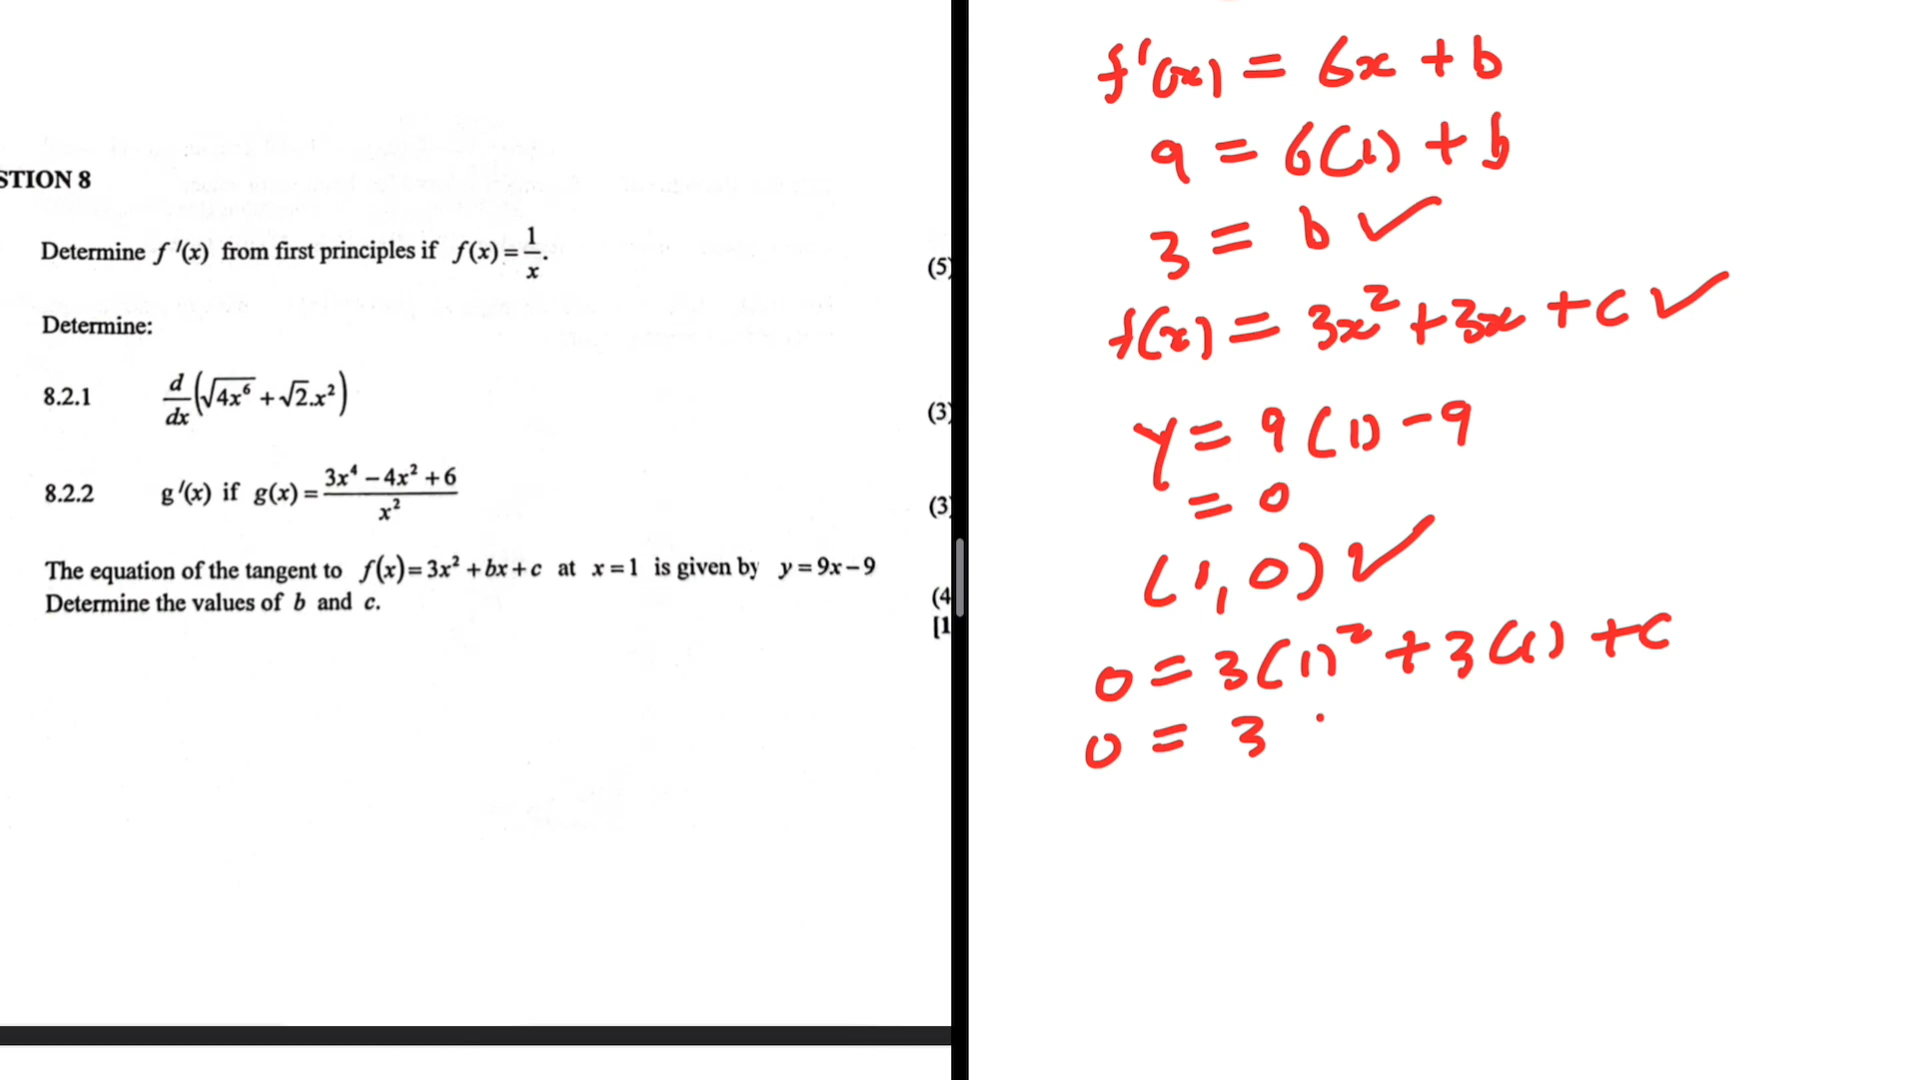 STION 8
Determine f ′(x) from first principles if f(x) = 1/x. (5)
Determine:
8.2.1 d/dx (√4x⁶ + √2.x²) (3)
8.2.2 g′(x) if g(x) = 3x⁴ − 4x² + 6 / x² (3)
The equation of the tangent to f(x) = 3x² + bx + c at x = 1 is given by y = 9x − 9
Determine the values of b and c. (4
[1
f'(x) = 6x + b
9 = 6(1) + b
3 = b ✓
f(x) = 3x² + 3x + c ✓
y = 9(1) − 9
= 0
(1, 0) ✓
0 = 3(1)² + 3(1) + c
0 = 3